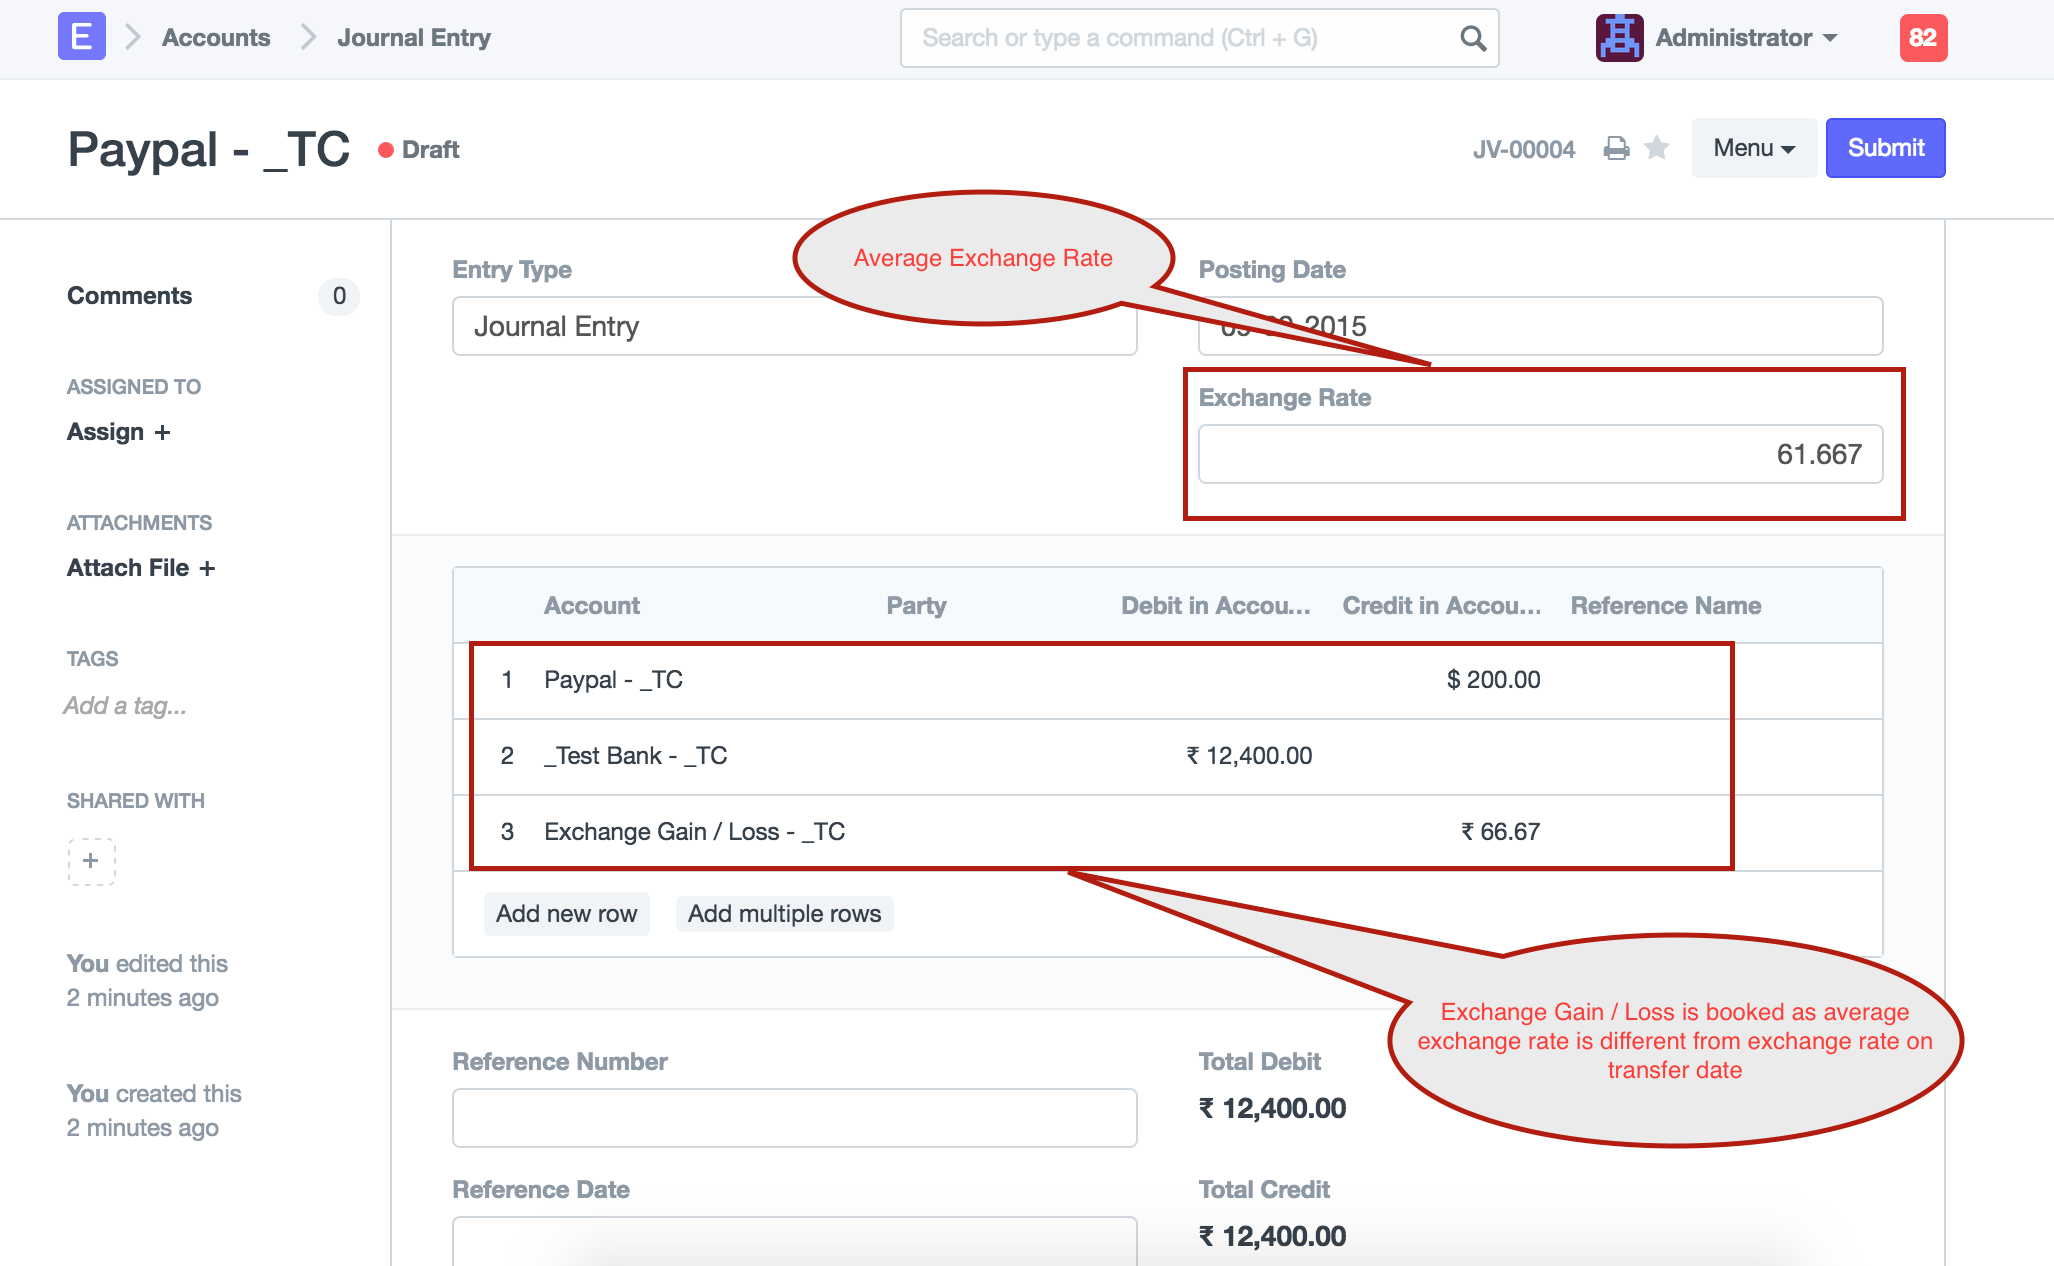 E
Accounts
Journal Entry
Search or type a command (Ctrl + G)
Administrator
82
Paypal - _TC
Draft
JV-00004
Menu
Submit
Average Exchange Rate
Comments
0
ASSIGNED TO
Assign +
ATTACHMENTS
Attach File +
TAGS
Add a tag...
SHARED WITH
+
You edited this
2 minutes ago
You created this
2 minutes ago
Entry Type
Journal Entry
Posting Date
2015
Exchange Rate
61.667
Account Party Debit in Accou... Credit in Accou... Reference Name
1 Paypal - _TC $ 200.00
2 _Test Bank - _TC ₹ 12,400.00
3 Exchange Gain / Loss - _TC ₹ 66.67
Add new row
Add multiple rows
Exchange Gain / Loss is booked as average
exchange rate is different from exchange rate on
transfer date
Reference Number
Total Debit
₹ 12,400.00
Reference Date
Total Credit
₹ 12,400.00